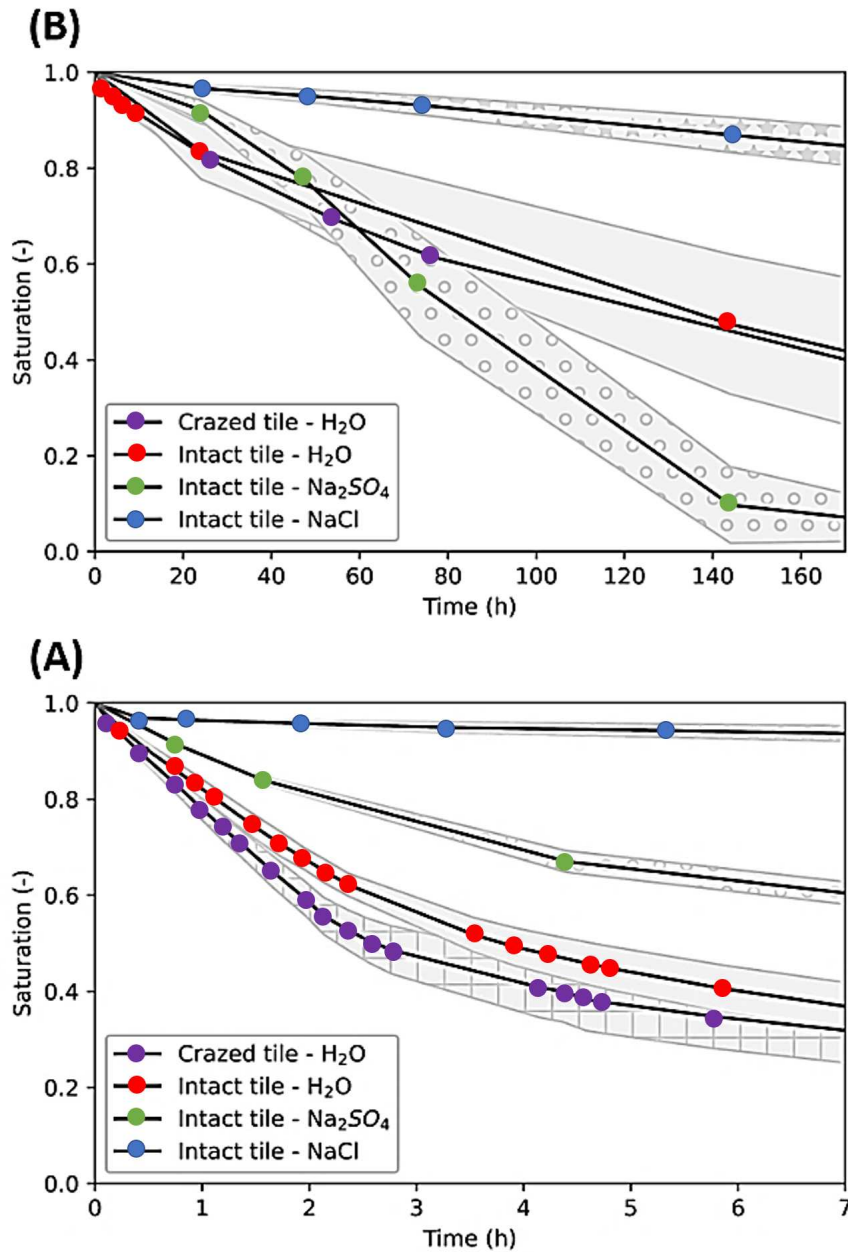 (B)
1.0
0.8
0.6
0.4
0.2
0.0
Saturation (-)
Crazed tile - H₂O
Intact tile - H₂O
Intact tile - Na₂SO₄
Intact tile - NaCl
0 20 40 60 80 100 120 140 160
Time (h)
(A)
1.0
0.8
0.6
0.4
0.2
0.0
Saturation (-)
Crazed tile - H₂O
Intact tile - H₂O
Intact tile - Na₂SO₄
Intact tile - NaCl
0 1 2 3 4 5 6 7
Time (h)